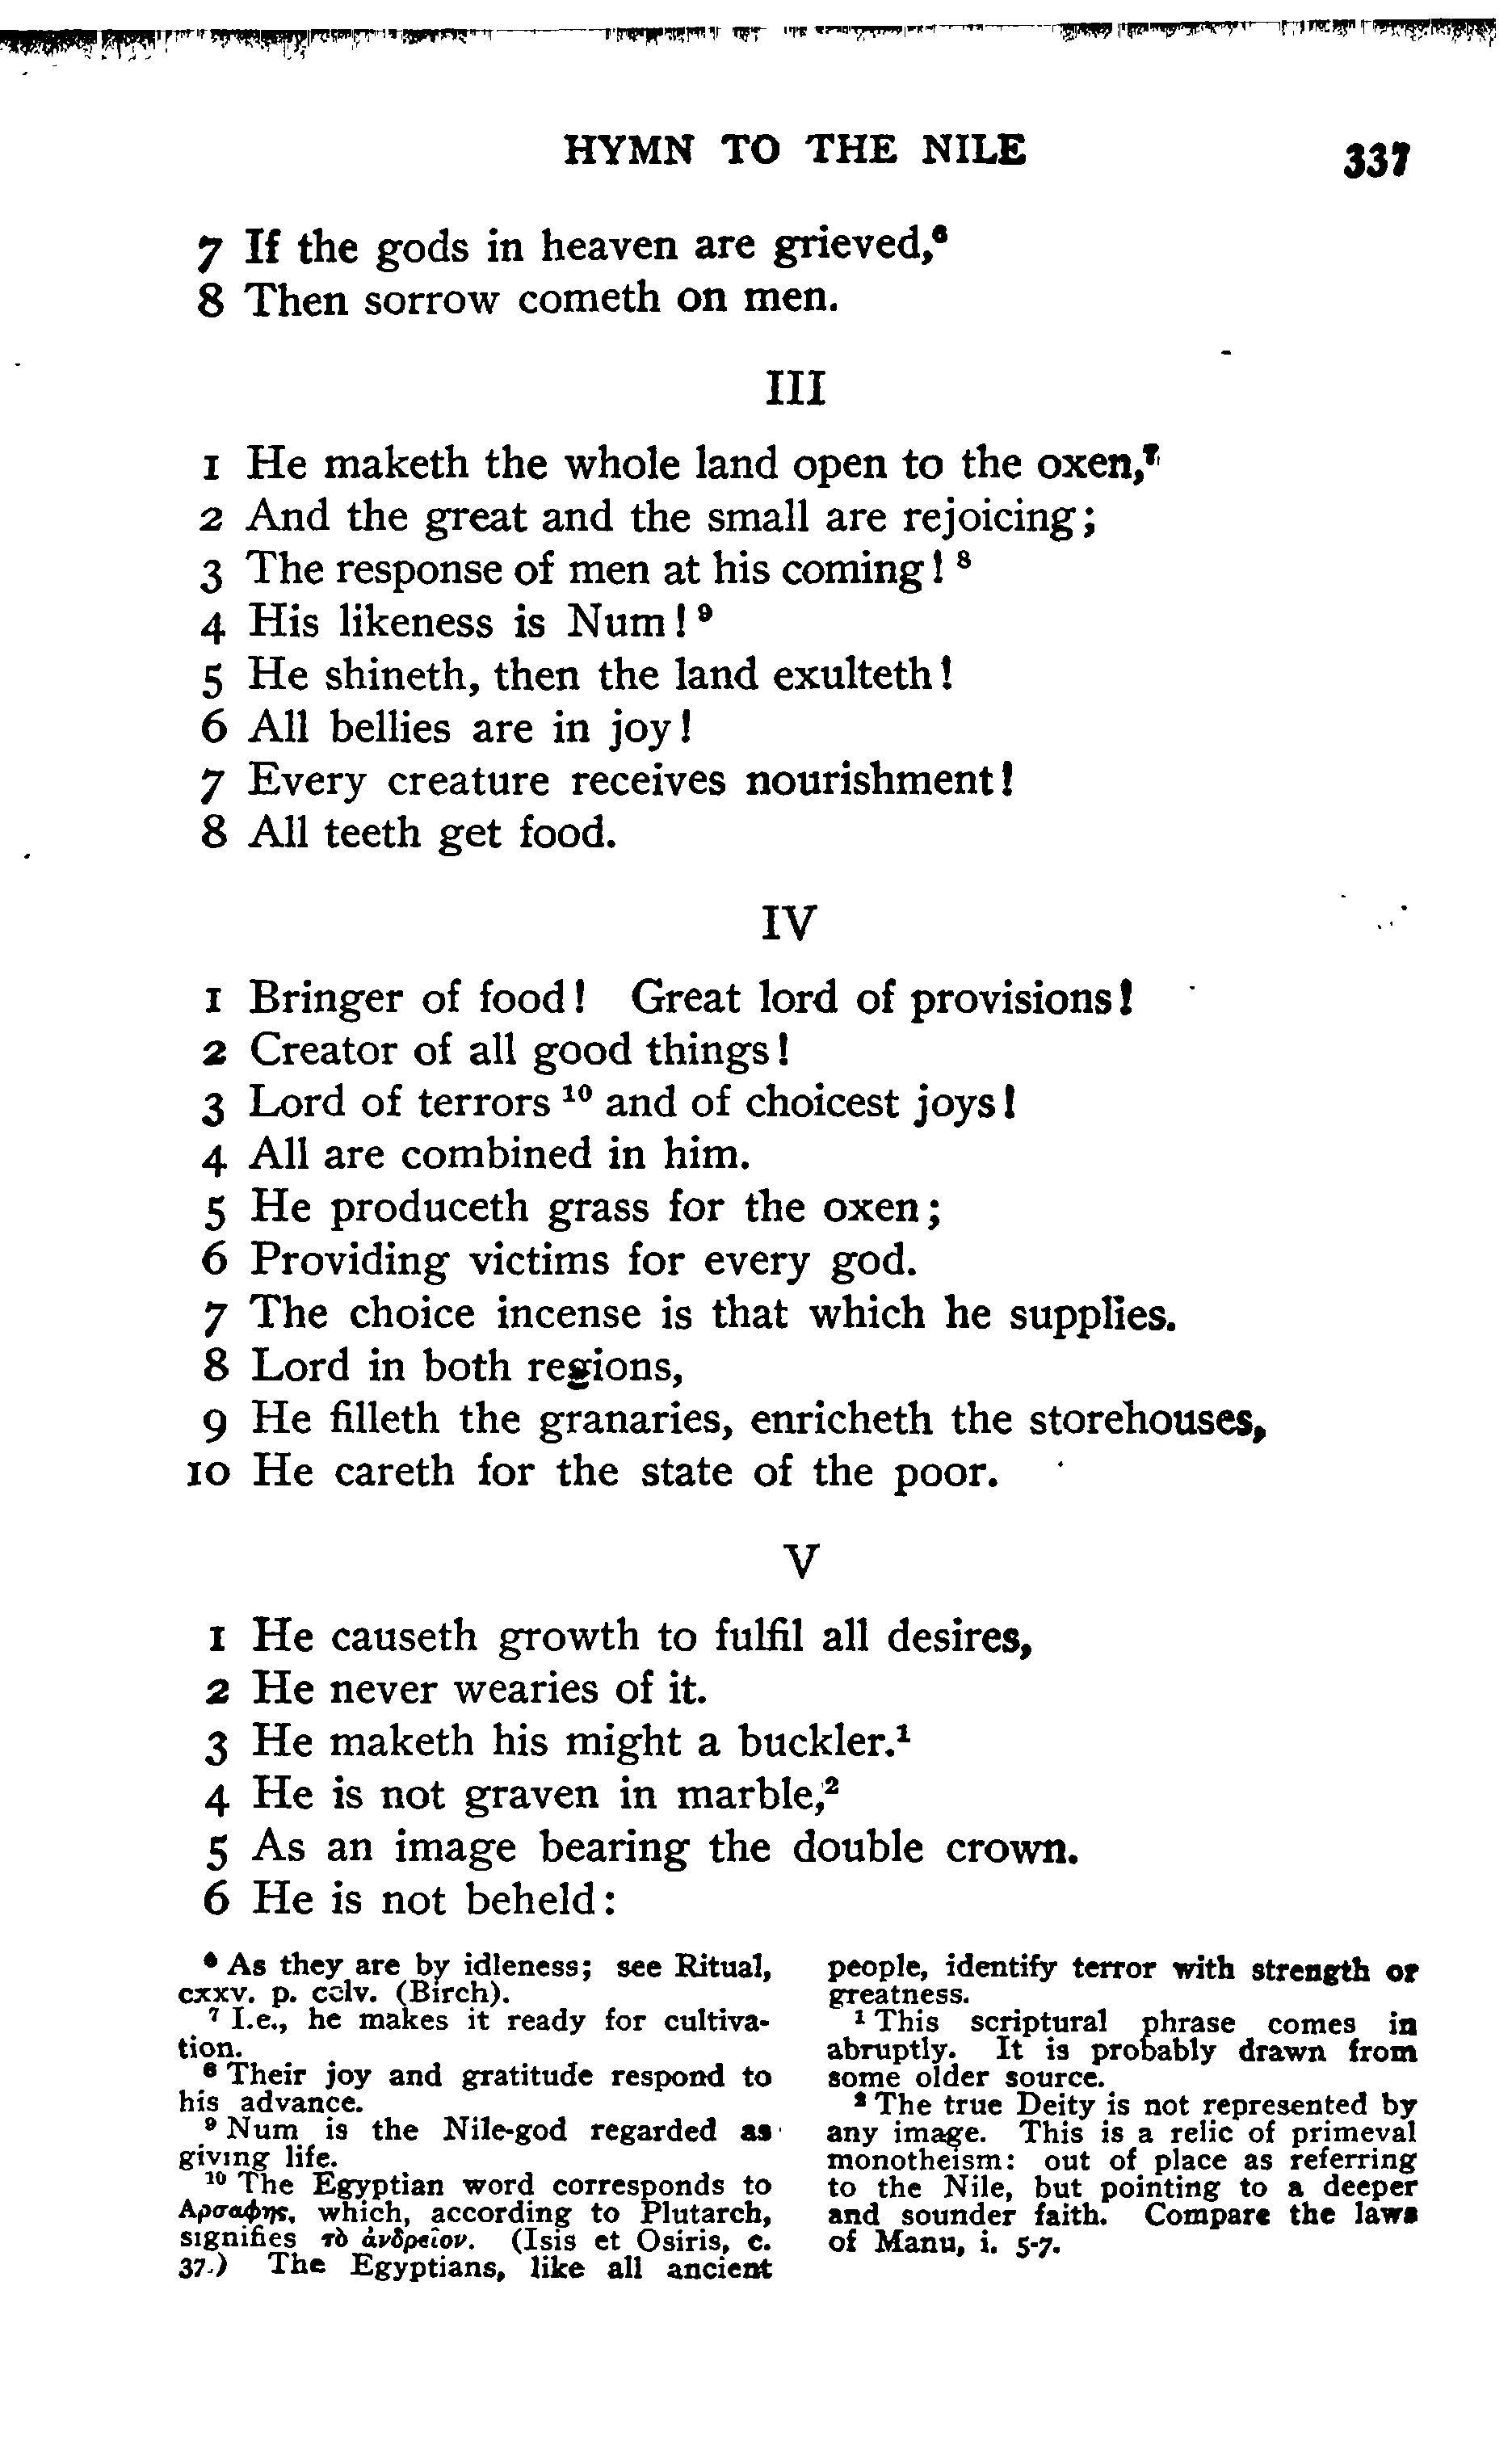 HYMN TO THE NILE 337
7 If the gods in heaven are grieved,⁶
8 Then sorrow cometh on men.
III
1 He maketh the whole land open to the oxen,⁷
2 And the great and the small are rejoicing;
3 The response of men at his coming! ⁸
4 His likeness is Num! ⁹
5 He shineth, then the land exulteth!
6 All bellies are in joy!
7 Every creature receives nourishment!
8 All teeth get food.
IV
1 Bringer of food! Great lord of provisions!
2 Creator of all good things!
3 Lord of terrors ¹⁰ and of choicest joys!
4 All are combined in him.
5 He produceth grass for the oxen;
6 Providing victims for every god.
7 The choice incense is that which he supplies.
8 Lord in both regions,
9 He filleth the granaries, enricheth the storehouses,
10 He careth for the state of the poor.
V
1 He causeth growth to fulfil all desires,
2 He never wearies of it.
3 He maketh his might a buckler.¹
4 He is not graven in marble,²
5 As an image bearing the double crown.
6 He is not beheld:
⁶ As they are by idleness; see Ritual,
cxxv. p. cclv. (Birch).
⁷ I.e., he makes it ready for cultiva-
tion.
⁸ Their joy and gratitude respond to
his advance.
⁹ Num is the Nile-god regarded as
giving life.
¹⁰ The Egyptian word corresponds to
Αρσαφης, which, according to Plutarch,
signifies τὸ ἀνδρεῖον. (Isis et Osiris, c.
37.) The Egyptians, like all ancient
people, identify terror with strength or
greatness.
¹ This scriptural phrase comes in
abruptly. It is probably drawn from
some older source.
² The true Deity is not represented by
any image. This is a relic of primeval
monotheism: out of place as referring
to the Nile, but pointing to a deeper
and sounder faith. Compare the laws
of Manu, i. 5-7.